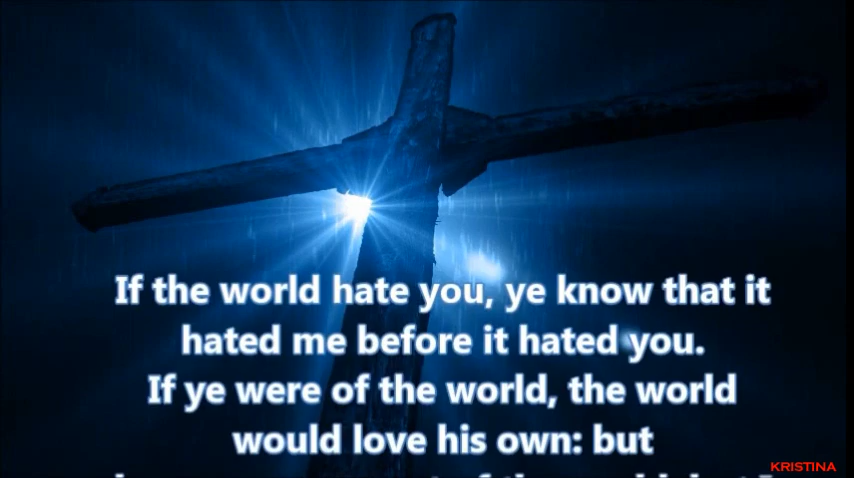 If the world hate you, ye know that it
hated me before it hated you.
If ye were of the world, the world
would love his own: but
KRISTINA